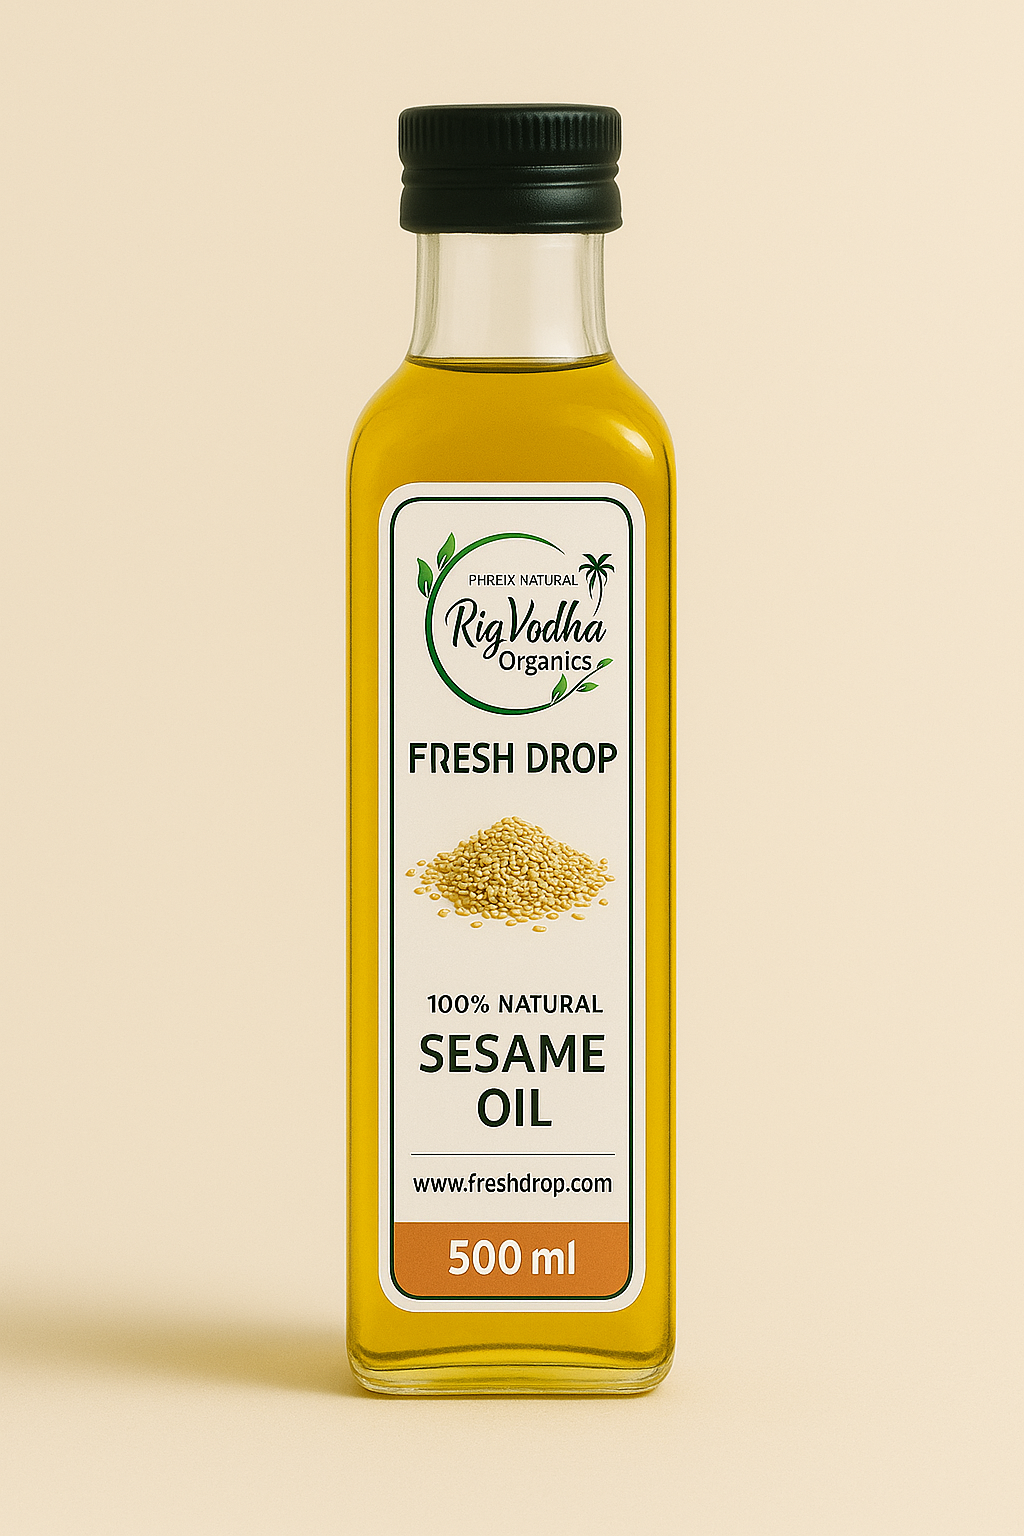 PHREIX NATURAL
RigVodha
Organics
FRESH DROP
100% NATURAL
SESAME
OIL
www.freshdrop.com
500 ml